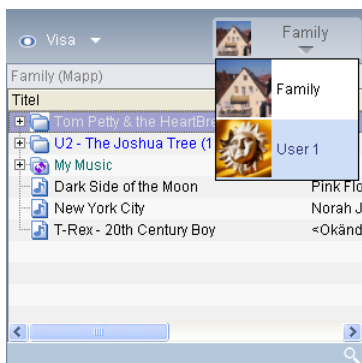 Visa
Family
Family (Mapp)
Family
Titel
Tom Petty & the HeartBre
U2 - The Joshua Tree (1
User 1
My Music
Dark Side of the Moon Pink Flo
New York City Norah J
T-Rex - 20th Century Boy <Okänd